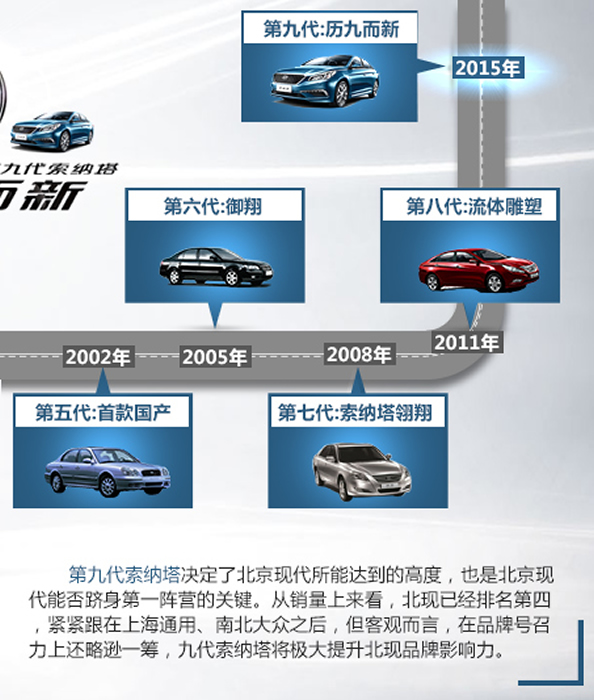 第九代:历九而新
2015年
九代索纳塔
而新
第六代:御翔
第八代:流体雕塑
2002年
2005年
2008年
2011年
第五代:首款国产
第七代:索纳塔翎翔
第九代索纳塔决定了北京现代所能达到的高度，也是北京现
代能否跻身第一阵营的关键。从销量上来看，北现已经排名第四
，紧紧跟在上海通用、南北大众之后，但客观而言，在品牌号召
力上还略逊一筹，九代索纳塔将极大提升北现品牌影响力。